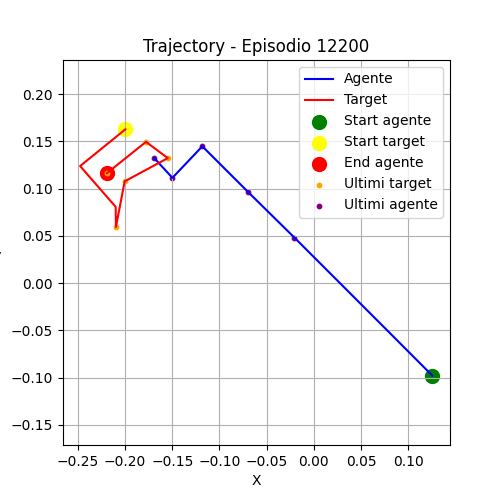 Trajectory - Episodio 12200
Agente
Target
Start agente
Start target
End agente
Ultimi target
Ultimi agente
0.20
0.15
0.10
0.05
0.00
−0.05
−0.10
−0.15
−0.25 −0.20 −0.15 −0.10 −0.05 0.00 0.05 0.10
X